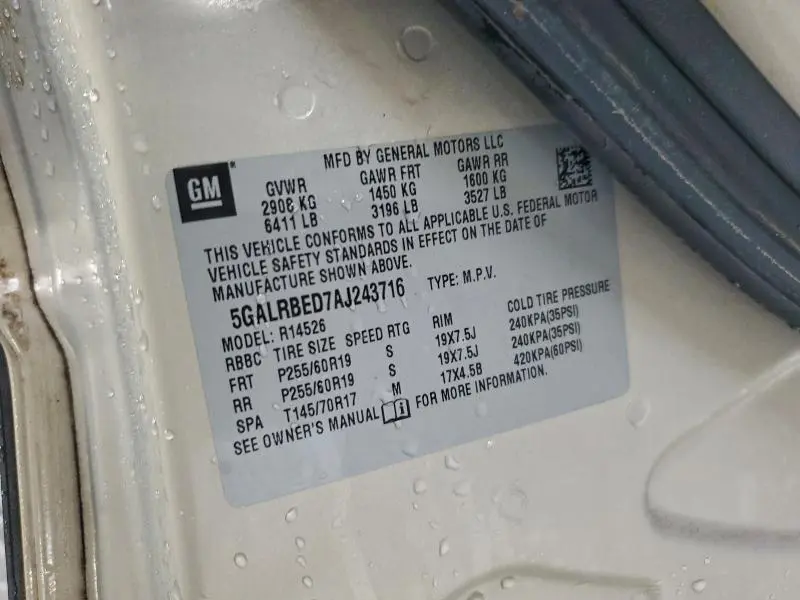 GM
MFD BY GENERAL MOTORS LLC
GVWR GAWR FRT GAWR RR
2908 KG 1450 KG 1600 KG
6411 LB 3196 LB 3527 LB
THIS VEHICLE CONFORMS TO ALL APPLICABLE U.S. FEDERAL MOTOR
VEHICLE SAFETY STANDARDS IN EFFECT ON THE DATE OF
MANUFACTURE SHOWN ABOVE.
5GALRBED7AJ243716 TYPE: M.P.V.
MODEL: R14526
RBBC TIRE SIZE SPEED RTG RIM COLD TIRE PRESSURE
FRT P255/60R19 S 19X7.5J 240KPA(35PSI)
RR P255/60R19 S 19X7.5J 240KPA(35PSI)
SPA T145/70R17 M 17X4.5B 420KPA(60PSI)
SEE OWNER'S MANUAL FOR MORE INFORMATION.